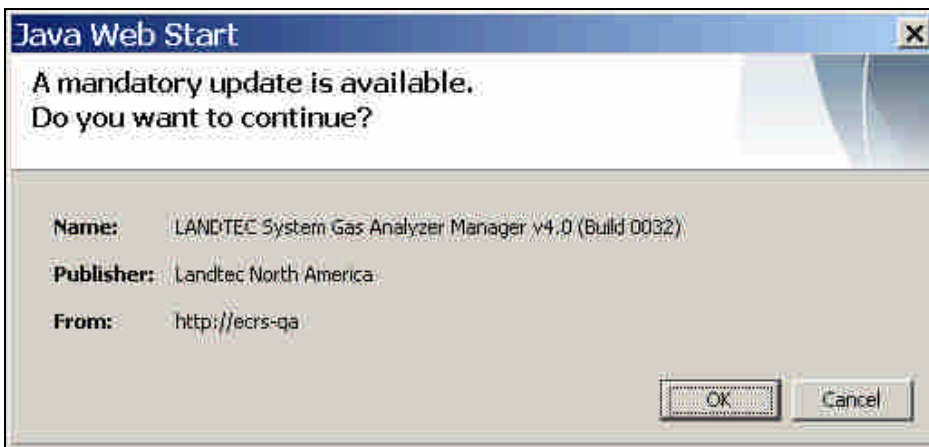 Java Web Start
A mandatory update is available.
Do you want to continue?
Name: LANDTEC System Gas Analyzer Manager v4.0 (Build 0032)
Publisher: Landtec North America
From: http://ecrs-qa
OK Cancel